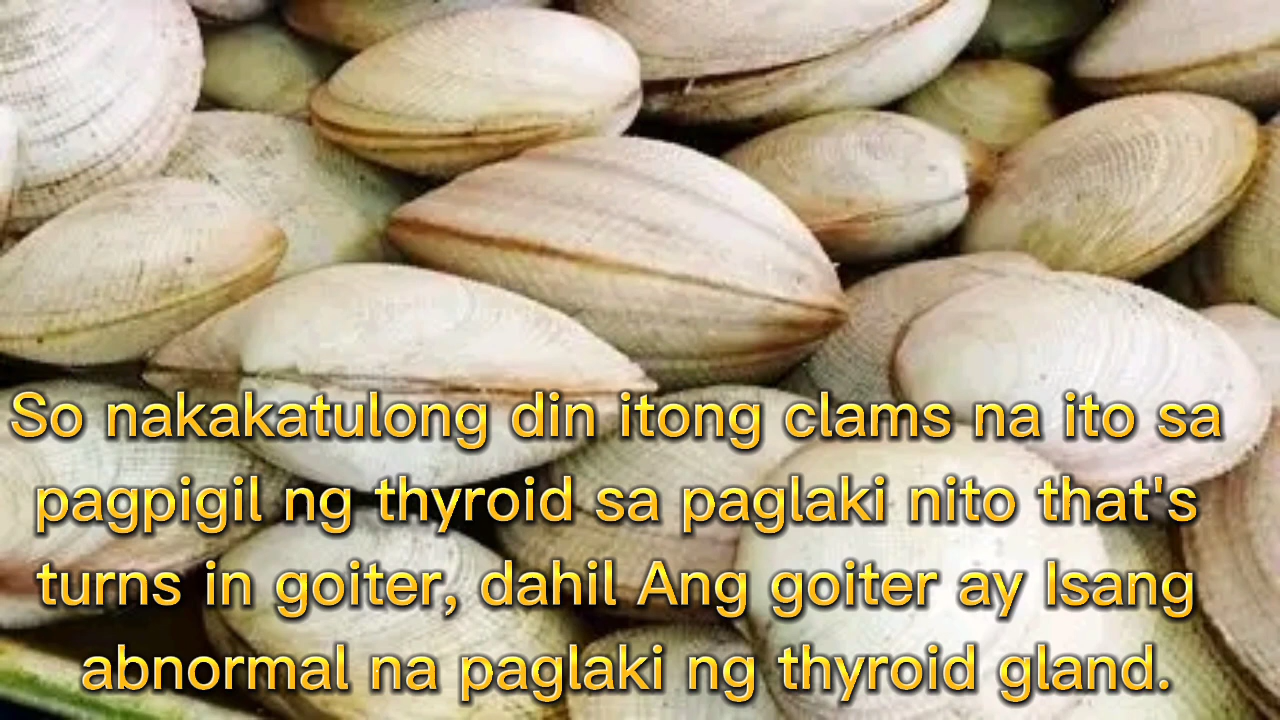 So nakakatulong din itong clams na ito sa
pagpigil ng thyroid sa paglaki nito that's
turns in goiter, dahil Ang goiter ay Isang
abnormal na paglaki ng thyroid gland.